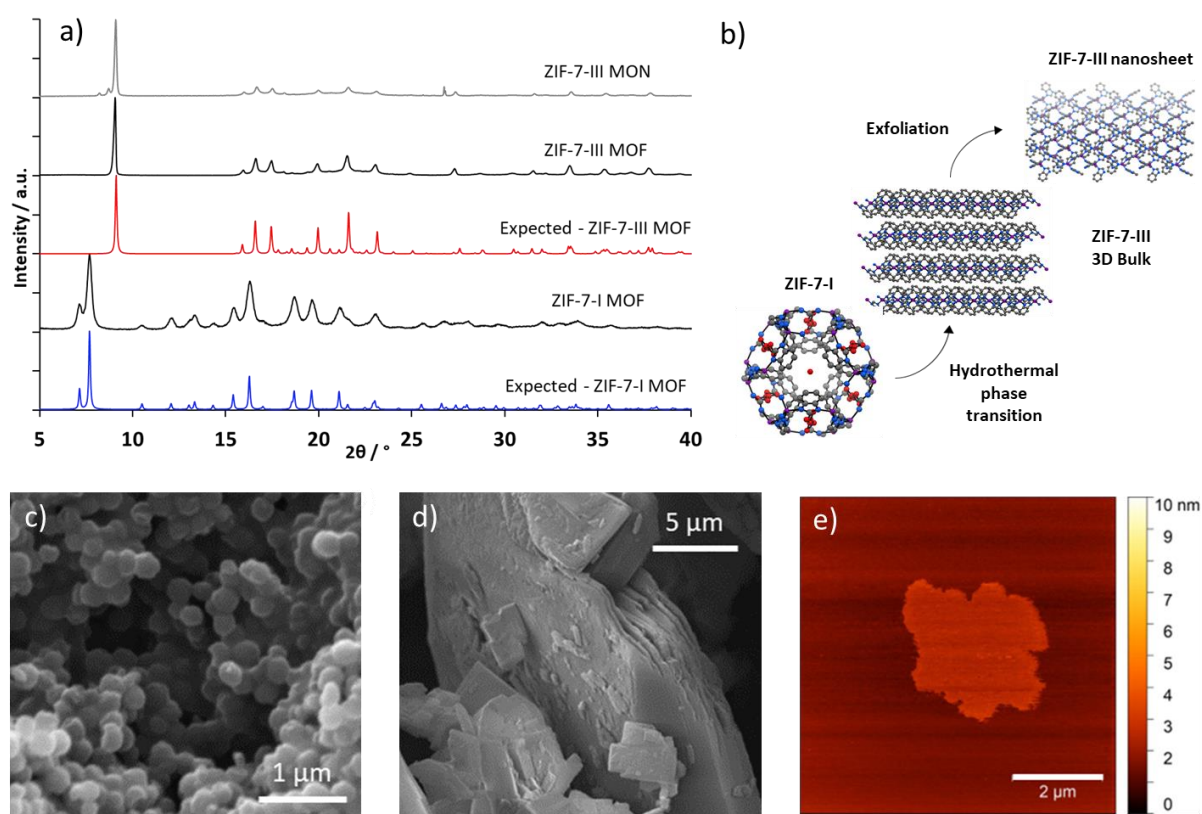 a)
ZIF-7-III MON
ZIF-7-III MOF
Expected - ZIF-7-III MOF
ZIF-7-I MOF
Expected - ZIF-7-I MOF
Intensity / a.u.
5 10 15 20 25 30 35 40
2θ / °
b)
ZIF-7-III nanosheet
Exfoliation
ZIF-7-III
3D Bulk
ZIF-7-I
Hydrothermal
phase
transition
c)
1 µm
d)
5 µm
e)
2 µm
10 nm
9
8
7
6
5
4
3
2
1
0